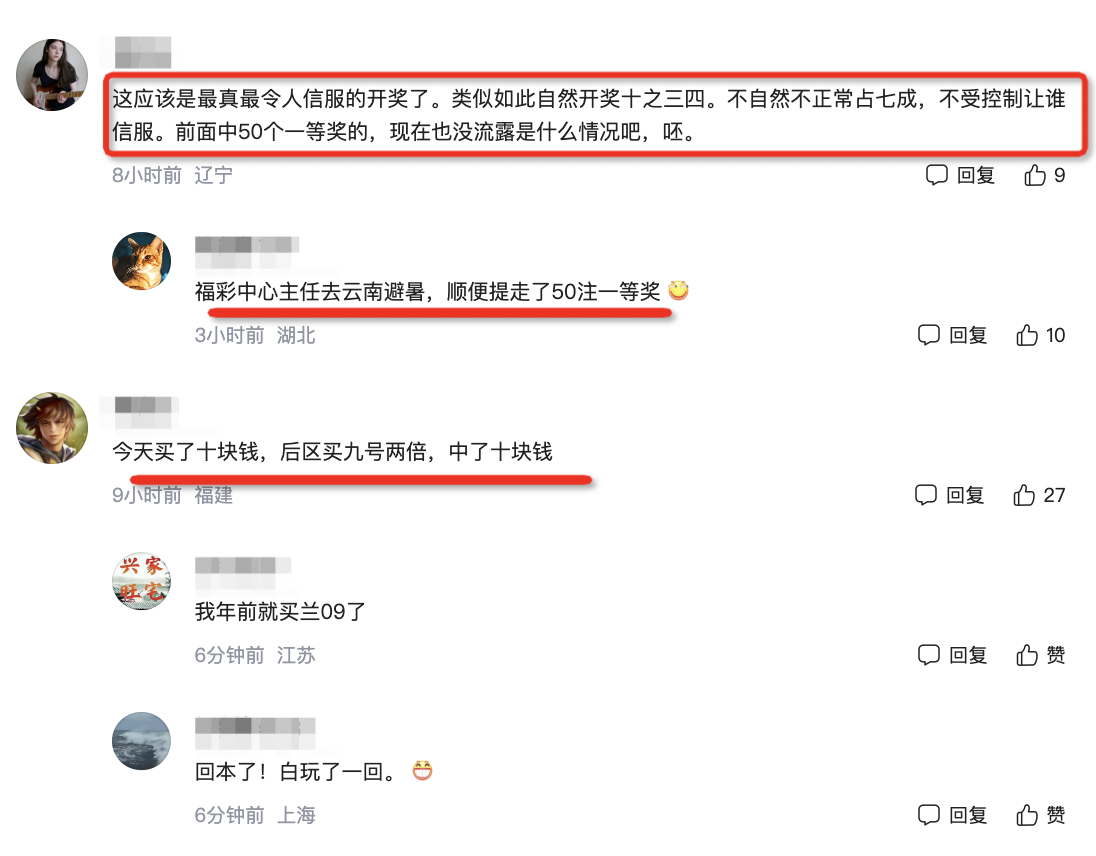 这应该是最真最令人信服的开奖了。类似如此自然开奖十之三四。不自然不正常占七成，不受控制让谁
信服。前面中50个一等奖的，现在也没流露是什么情况吧，呸。
8小时前 辽宁
回复 9
福彩中心主任去云南避暑，顺便提走了50注一等奖
3小时前 湖北
回复 10
今天买了十块钱，后区买九号两倍，中了十块钱
9小时前 福建
回复 27
兴家
旺宅
我年前就买兰09了
6分钟前 江苏
回复 赞
回本了！白玩了一回。
6分钟前 上海
回复 赞